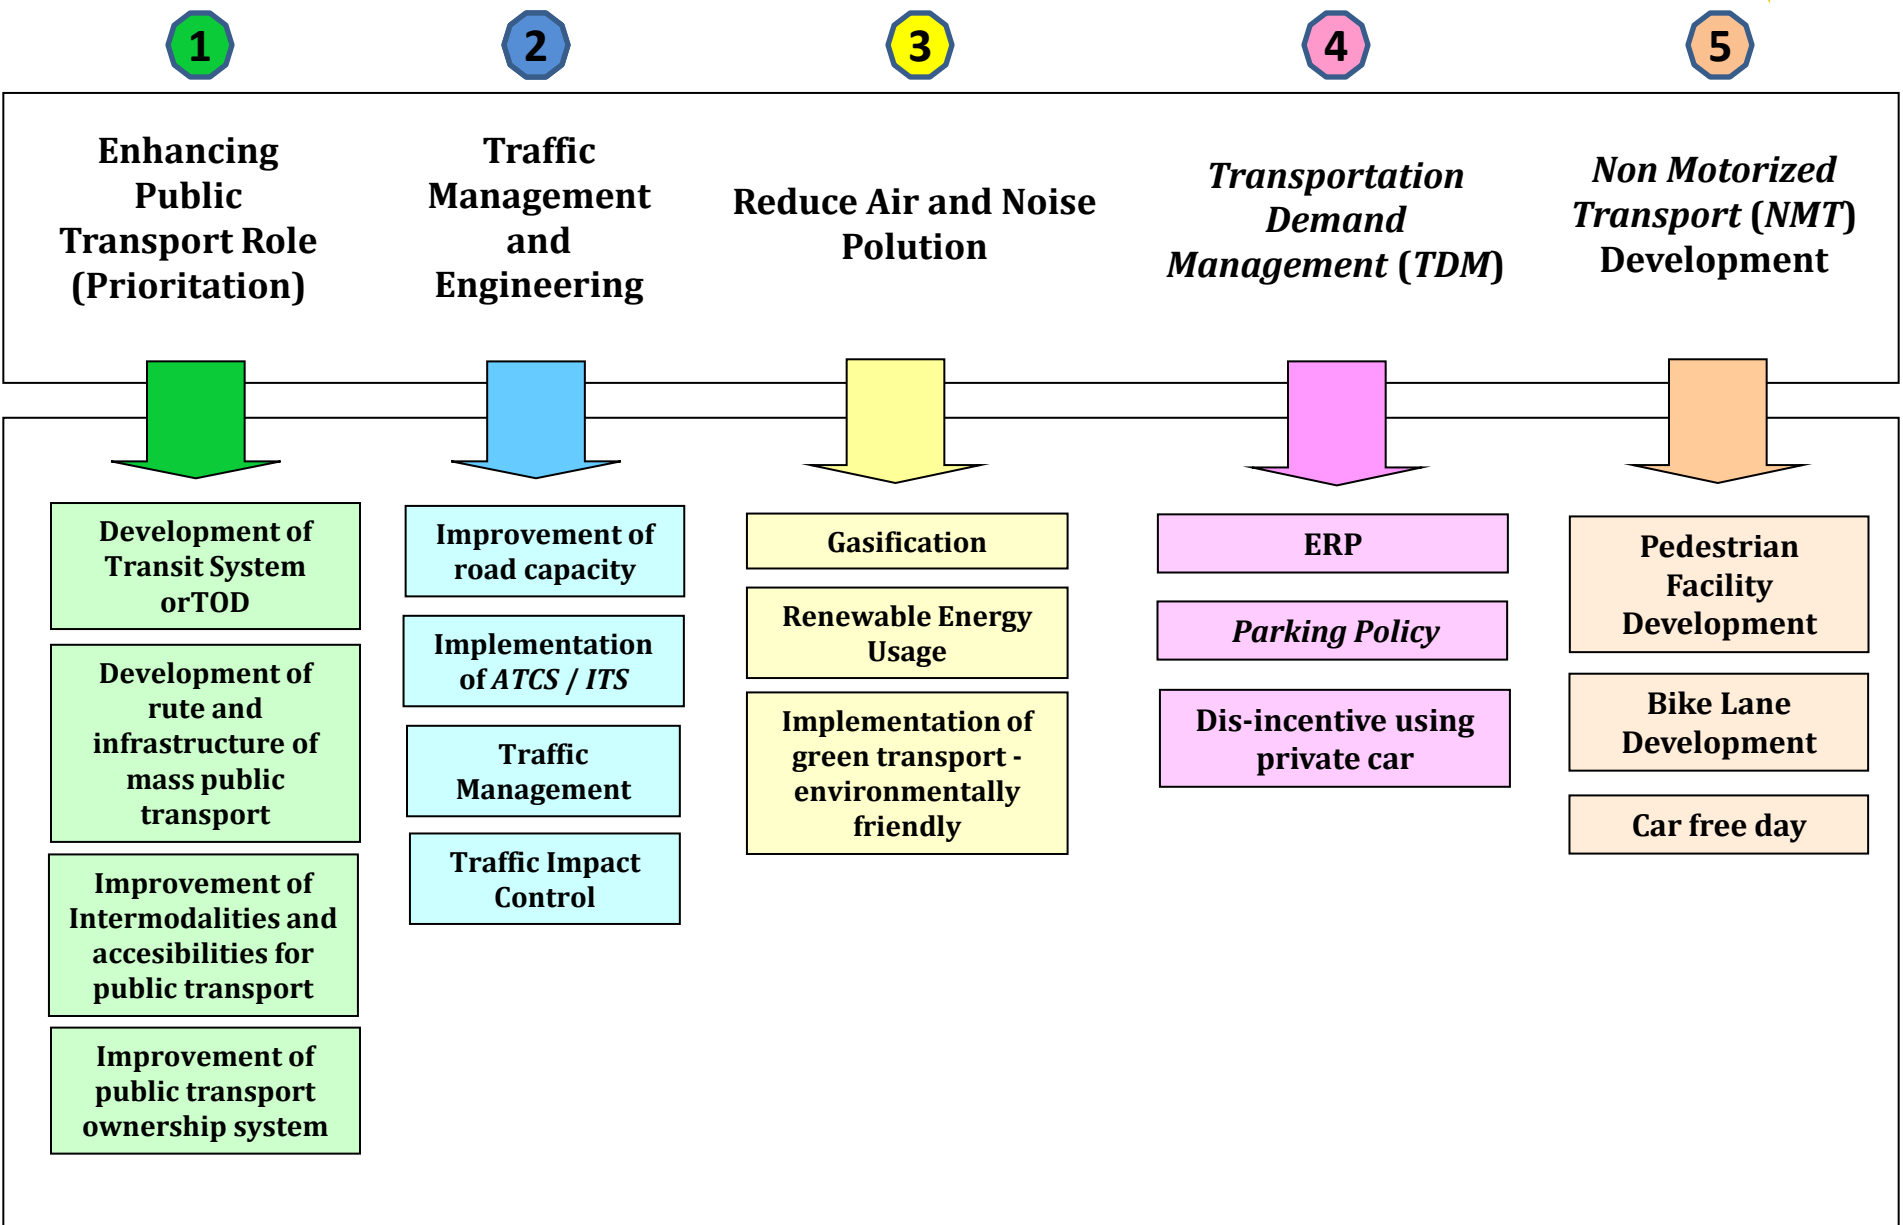 1
Enhancing
Public
Transport Role
(Prioritation)
2
Traffic
Management
and
Engineering
3
Reduce Air and Noise
Polution
4
Transportation
Demand
Management (TDM)
5
Non Motorized
Transport (NMT)
Development
Development of
Transit System
orTOD
Development of
rute and
infrastructure of
mass public
transport
Improvement of
Intermodalities and
accesibilities for
public transport
Improvement of
public transport
ownership system
Improvement of
road capacity
Implementation
of ATCS / ITS
Traffic
Management
Traffic Impact
Control
Gasification
Renewable Energy
Usage
Implementation of
green transport -
environmentally
friendly
ERP
Parking Policy
Dis-incentive using
private car
Pedestrian
Facility
Development
Bike Lane
Development
Car free day